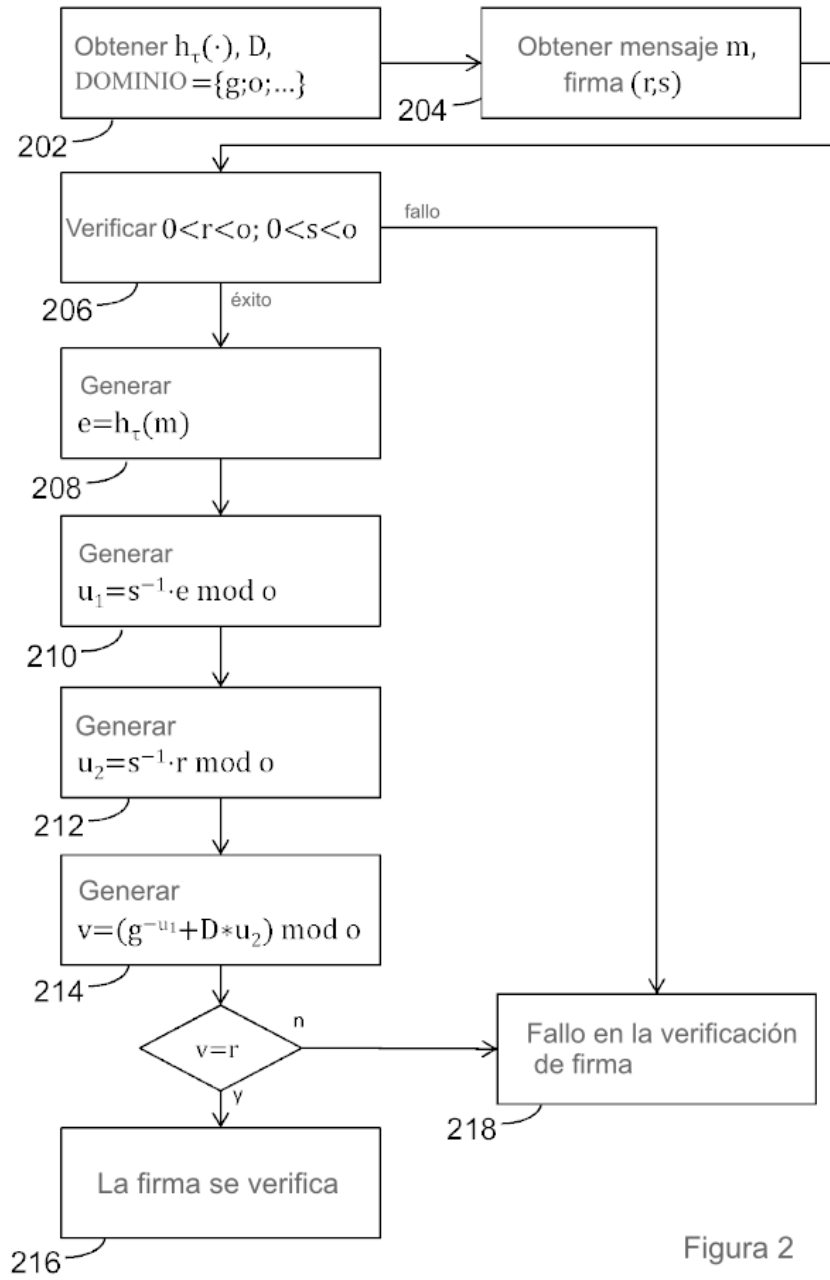 Obtener h_τ(·), D,
DOMINIO={g;o;...}
202
Obtener mensaje m,
firma (r;s)
204
Verificar 0<r<o; 0<s<o
206
fallo
éxito
Generar
e=h_τ(m)
208
Generar
u₁=s⁻¹·e mod o
210
Generar
u₂=s⁻¹·r mod o
212
Generar
v=(g^(-u₁)+D*u₂) mod o
214
v=r
n
y
Fallo en la verificación
de firma
218
La firma se verifica
216
Figura 2